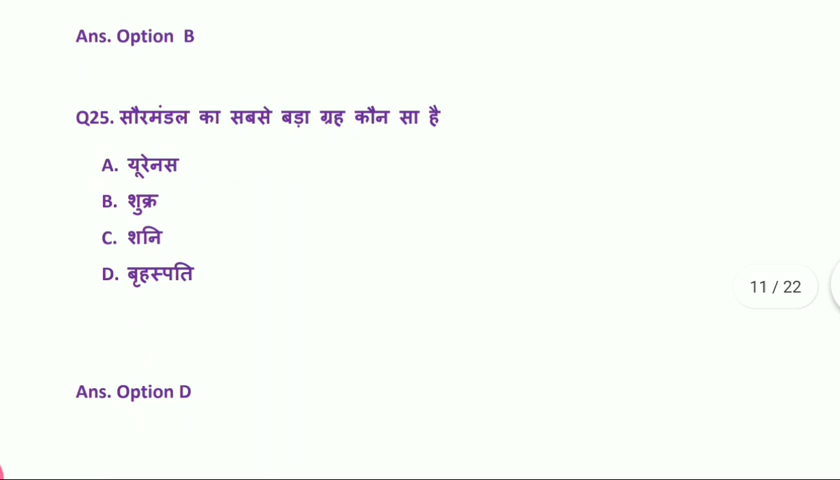 Ans. Option B
Q25. सौरमंडल का सबसे बड़ा ग्रह कौन सा है
A. यूरेनस
B. शुक्र
C. शनि
D. बृहस्पति
11 / 22
Ans. Option D